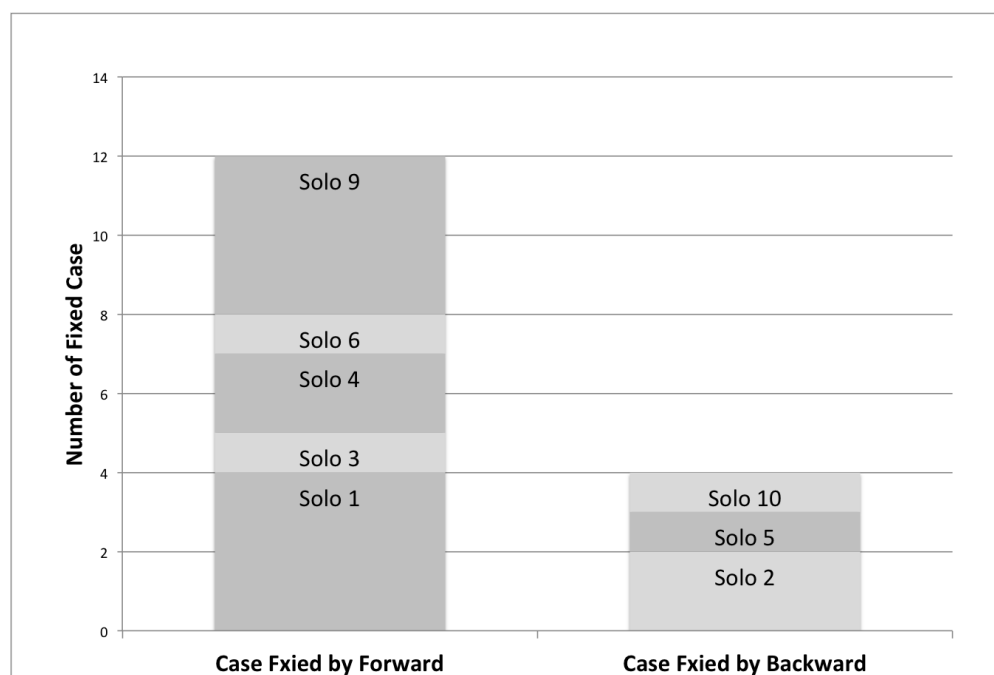 14
12
10
8
6
4
2
0
Number of Fixed Case
Solo 9
Solo 6
Solo 4
Solo 3
Solo 1
Solo 10
Solo 5
Solo 2
Case Fxied by Forward
Case Fxied by Backward